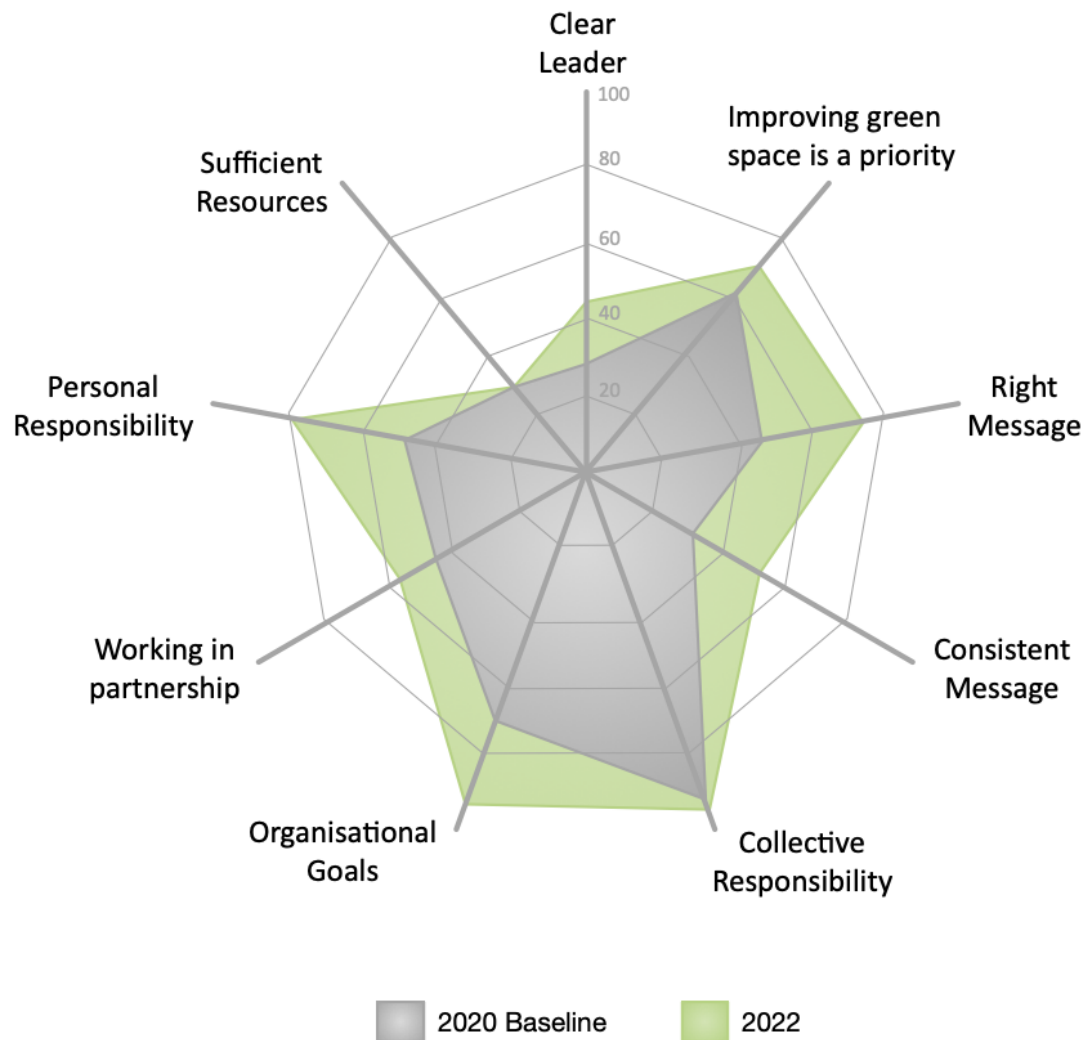 Clear
Leader
100
Improving green
space is a priority
80
Sufficient
Resources
60
40
20
Personal
Responsibility
Right
Message
Working in
partnership
Consistent
Message
Organisational
Goals
Collective
Responsibility
2020 Baseline
2022